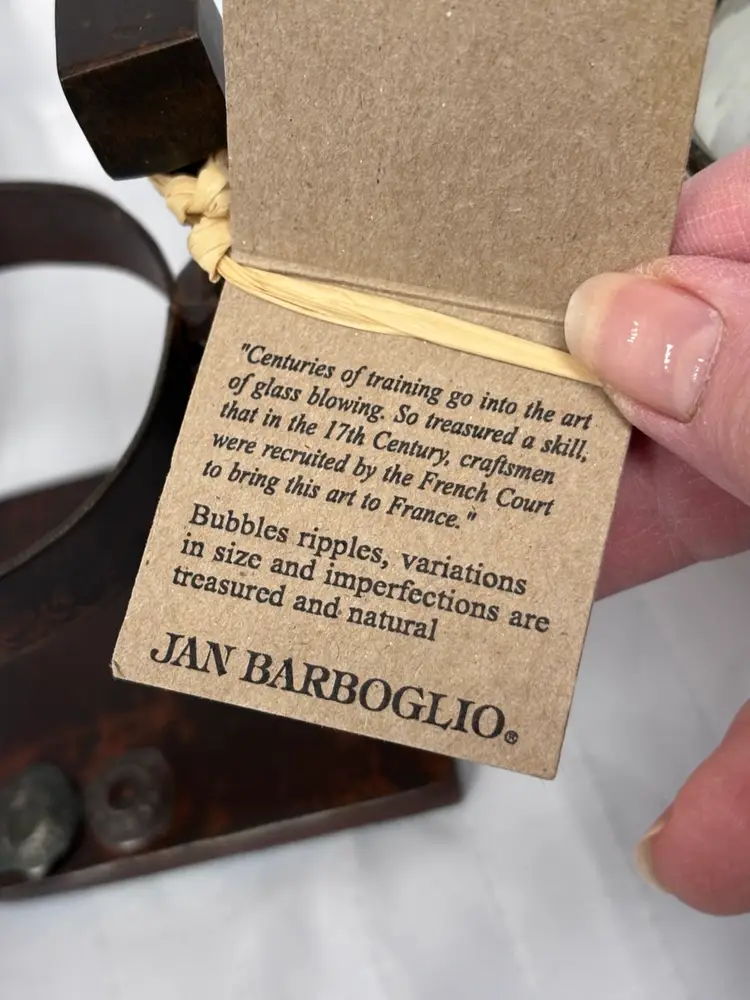 "Centuries of training go into the art
of glass blowing. So treasured a skill,
that in the 17th Century, craftsmen
were recruited by the French Court
to bring this art to France."
Bubbles ripples, variations
in size and imperfections are
treasured and natural
JAN BARBOGLIO®